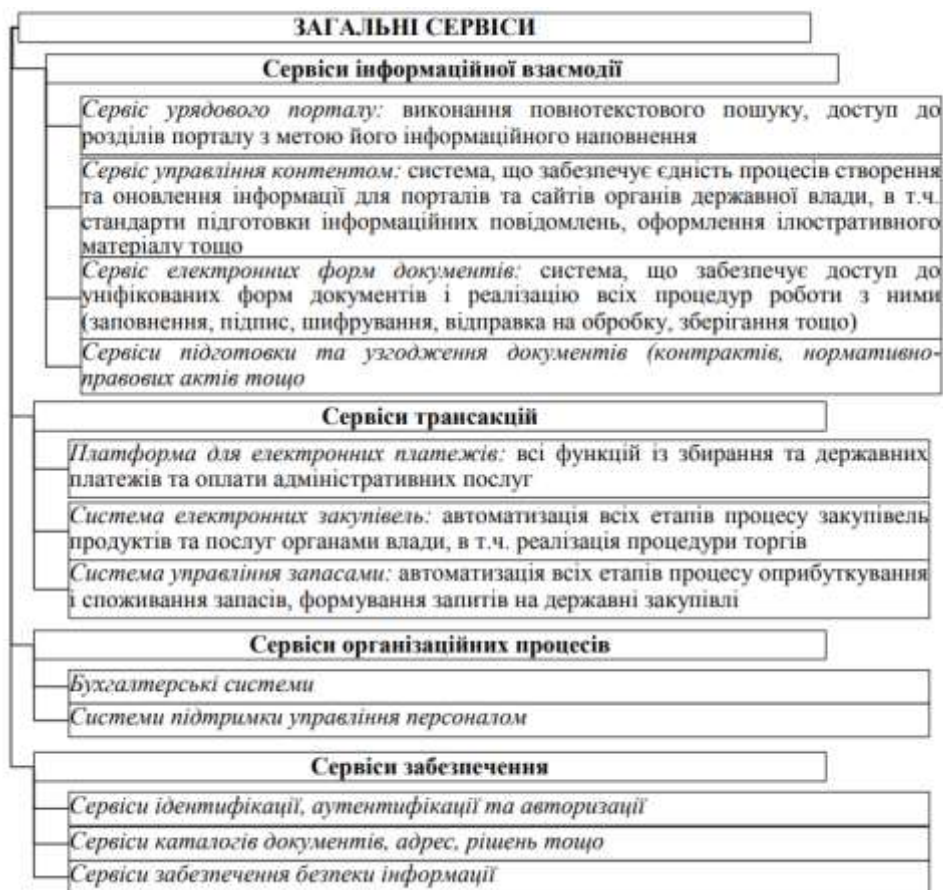 ЗАГАЛЬНІ СЕРВІСИ
Сервіси інформаційної взаємодії
Сервіс урядового порталу: виконання повнотекстового пошуку, доступ до
розділів порталу з метою його інформаційного наповнення
Сервіс управління контентом: система, що забезпечує єдність процесів створення
та оновлення інформації для порталів та сайтів органів державної влади, в т.ч.
стандарти підготовки інформаційних повідомлень, оформлення ілюстративного
матеріалу тощо
Сервіс електронних форм документів: система, що забезпечує доступ до
уніфікованих форм документів і реалізацію всіх процедур роботи з ними
(заповнення, підпис, шифрування, відправка на обробку, зберігання тощо)
Сервіси підготовки та узгодження документів (контрактів, нормативно-
правових актів тощо
Сервіси трансакцій
Платформа для електронних платежів: всі функцій із збирання та державних
платежів та оплати адміністративних послуг
Система електронних закупівель: автоматизація всіх етапів процесу закупівель
продуктів та послуг органами влади, в т.ч. реалізація процедури торгів
Система управління запасами: автоматизація всіх етапів процесу оприбуткування
і споживання запасів, формування запитів на державні закупівлі
Сервіси організаційних процесів
Бухгалтерські системи
Системи підтримки управління персоналом
Сервіси забезпечення
Сервіси ідентифікації, аутентифікації та авторизації
Сервіси каталогів документів, адрес, рішень тощо
Сервіси забезпечення безпеки інформації